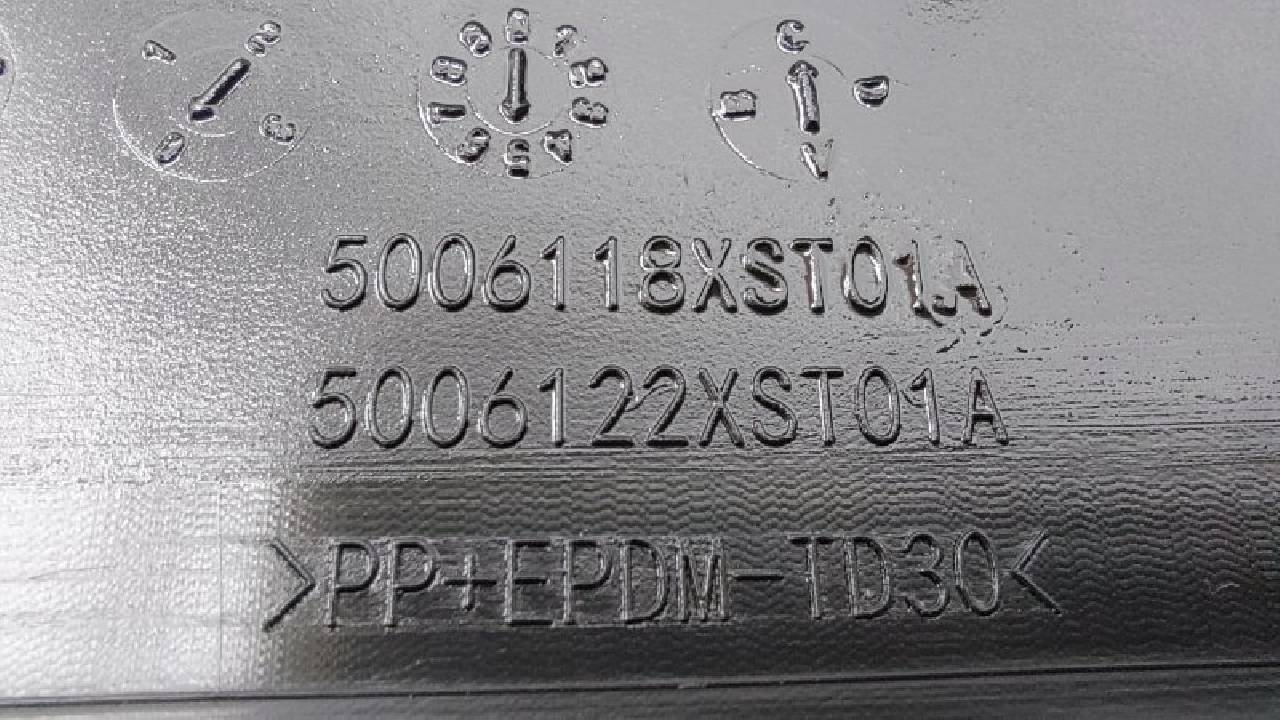 C
5006118XST01A
5006122XST01A
>PP+EPDM-TD30<